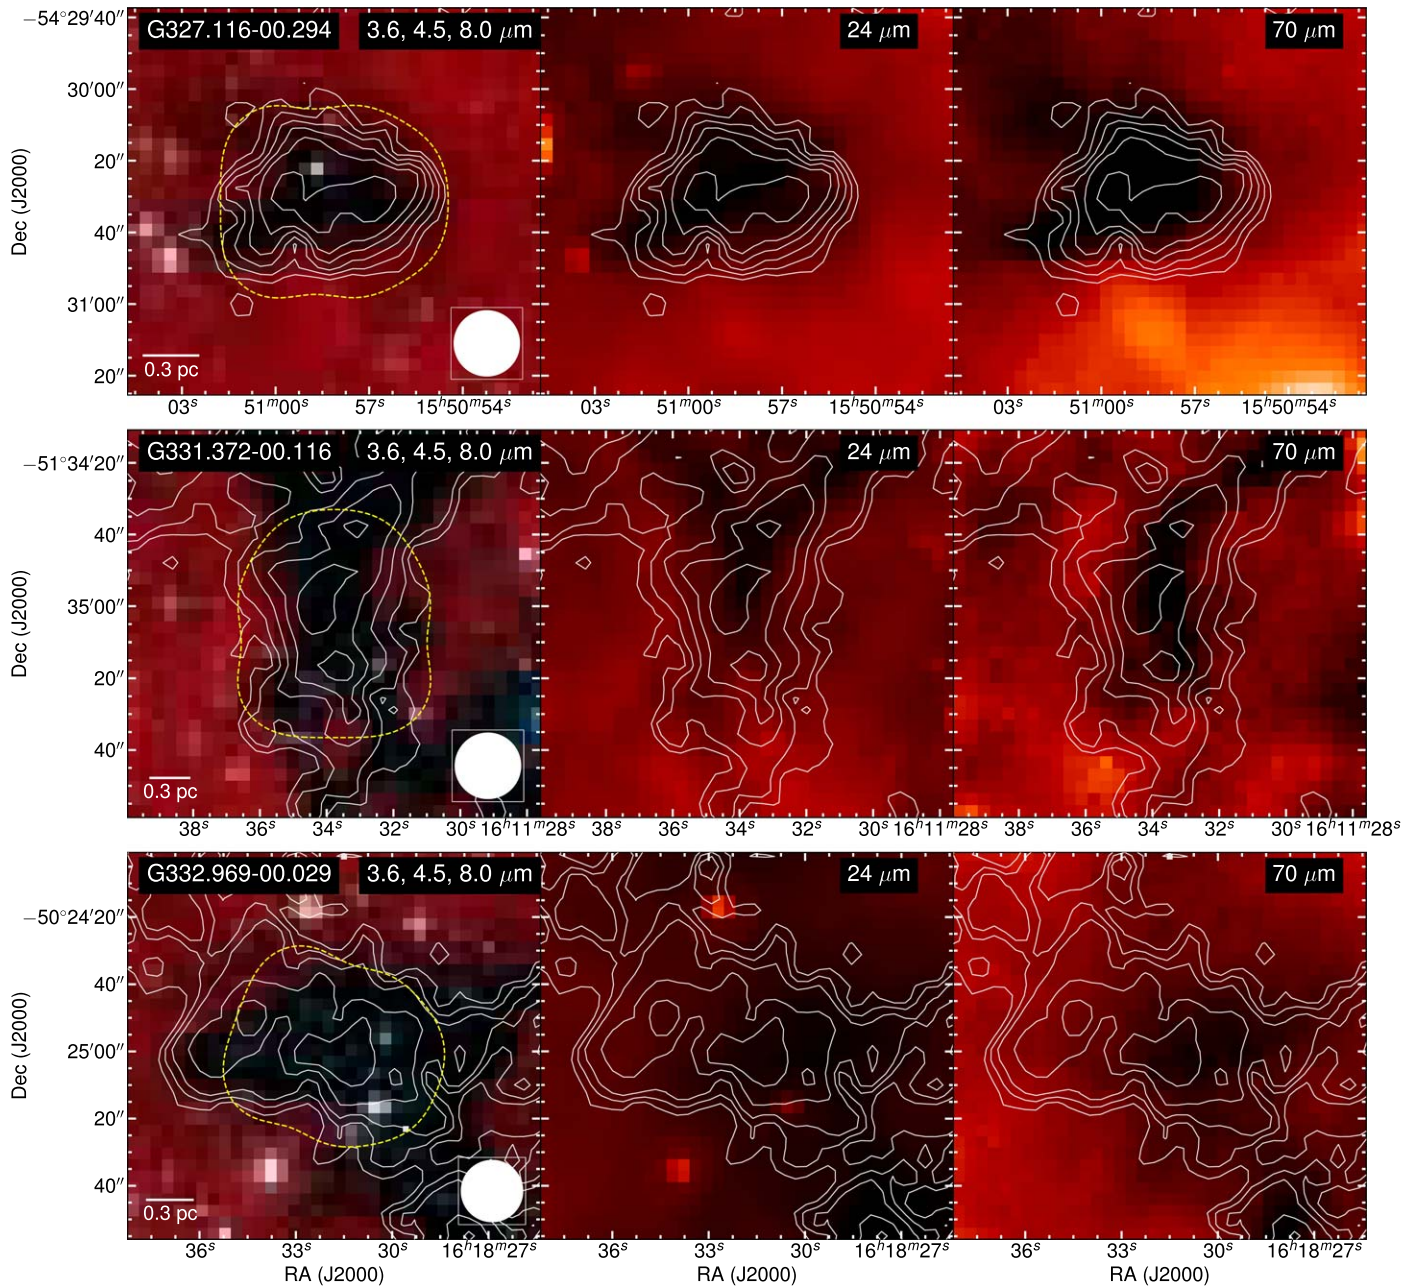 G327.116-00.294
3.6, 4.5, 8.0 μm
24 μm
70 μm
−54°29′40″
30′00″
20″
40″
31′00″
20″
Dec (J2000)
0.3 pc
03ˢ 51ᵐ00ˢ 57ˢ 15ʰ50ᵐ54ˢ
03ˢ 51ᵐ00ˢ 57ˢ 15ʰ50ᵐ54ˢ
03ˢ 51ᵐ00ˢ 57ˢ 15ʰ50ᵐ54ˢ
G331.372-00.116
3.6, 4.5, 8.0 μm
24 μm
70 μm
−51°34′20″
40″
35′00″
20″
40″
Dec (J2000)
0.3 pc
38ˢ 36ˢ 34ˢ 32ˢ 30ˢ 16ʰ11ᵐ28ˢ
38ˢ 36ˢ 34ˢ 32ˢ 30ˢ 16ʰ11ᵐ28ˢ
38ˢ 36ˢ 34ˢ 32ˢ 30ˢ 16ʰ11ᵐ28ˢ
G332.969-00.029
3.6, 4.5, 8.0 μm
24 μm
70 μm
−50°24′20″
40″
25′00″
20″
40″
Dec (J2000)
0.3 pc
36ˢ 33ˢ 30ˢ 16ʰ18ᵐ27ˢ
36ˢ 33ˢ 30ˢ 16ʰ18ᵐ27ˢ
36ˢ 33ˢ 30ˢ 16ʰ18ᵐ27ˢ
RA (J2000)
RA (J2000)
RA (J2000)